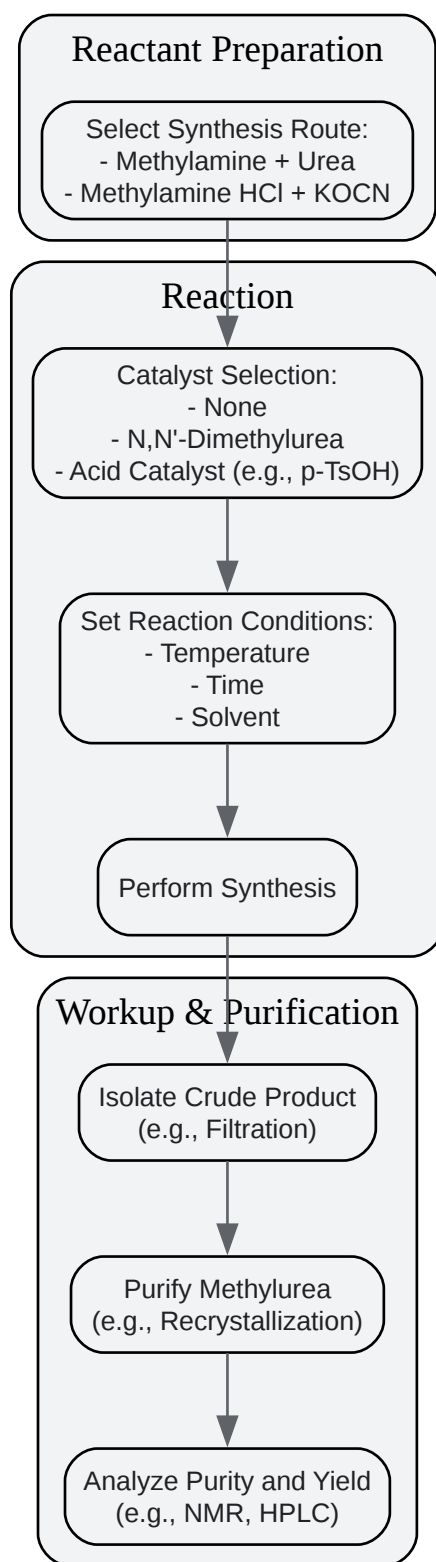 Reactant Preparation
Select Synthesis Route:
- Methylamine + Urea
- Methylamine HCl + KOCN
Reaction
Catalyst Selection:
- None
- N,N'-Dimethylurea
- Acid Catalyst (e.g., p-TsOH)
Set Reaction Conditions:
- Temperature
- Time
- Solvent
Perform Synthesis
Workup & Purification
Isolate Crude Product
(e.g., Filtration)
Purify Methylurea
(e.g., Recrystallization)
Analyze Purity and Yield
(e.g., NMR, HPLC)